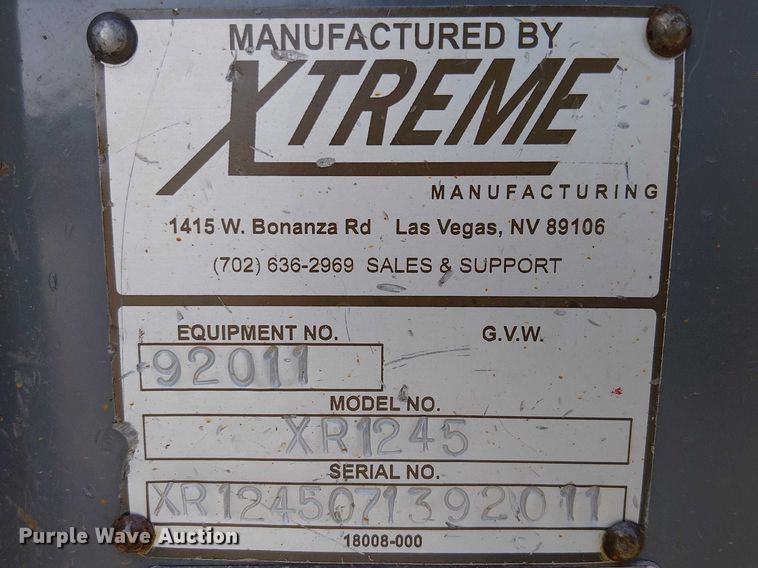 MANUFACTURED BY
XTREME
MANUFACTURING
1415 W. Bonanza Rd Las Vegas, NV 89106
(702) 636-2969 SALES & SUPPORT
EQUIPMENT NO. G.V.W.
92011
MODEL NO.
XR1245
SERIAL NO.
XR1245071392011
18008-000
Purple Wave Auction